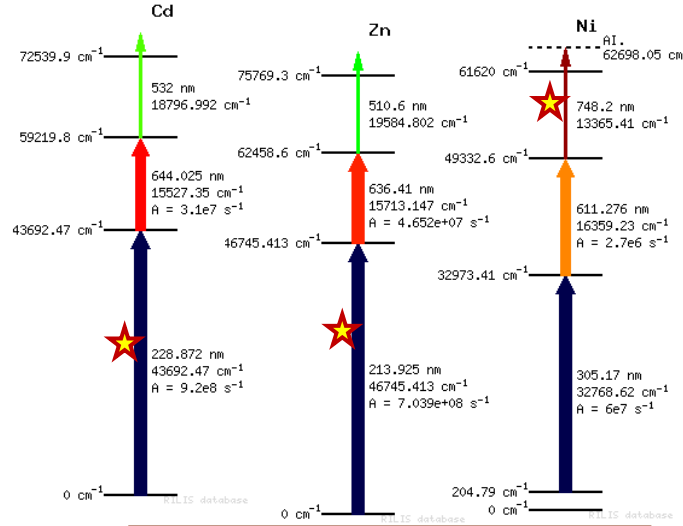 Cd
72539.9 cm⁻¹
532 nm
18796.992 cm⁻¹
59219.8 cm⁻¹
644.025 nm
15527.35 cm⁻¹
A = 3.1e7 s⁻¹
43692.47 cm⁻¹
228.872 nm
43692.47 cm⁻¹
A = 9.2e8 s⁻¹
0 cm⁻¹
RILIS database
Zn
75769.3 cm⁻¹
510.6 nm
19584.802 cm⁻¹
62458.6 cm⁻¹
636.41 nm
15713.147 cm⁻¹
A = 4.652e+07 s⁻¹
46745.413 cm⁻¹
213.925 nm
46745.413 cm⁻¹
A = 7.039e+08 s⁻¹
0 cm⁻¹
RILIS database
Ni
AI.
62698.05 cm
61620 cm⁻¹
748.2 nm
13365.41 cm⁻¹
49332.6 cm⁻¹
611.276 nm
16359.23 cm⁻¹
A = 2.7e6 s⁻¹
32973.41 cm⁻¹
305.17 nm
32768.62 cm⁻¹
A = 6e7 s⁻¹
204.79 cm⁻¹
0 cm⁻¹
RILIS database